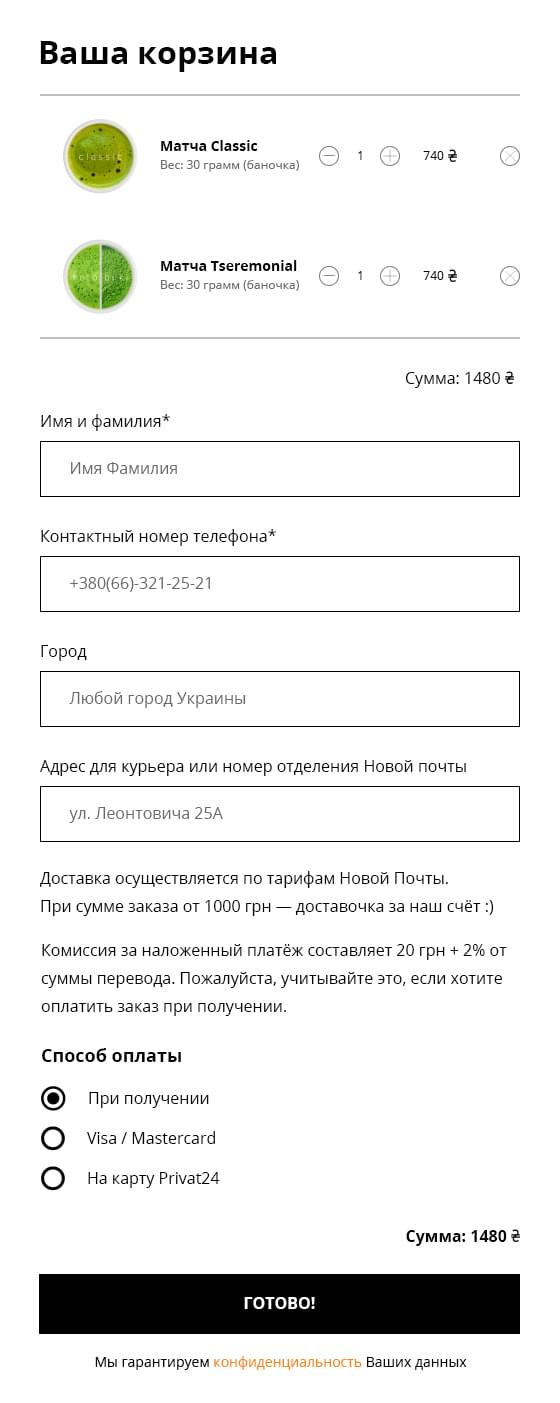 Ваша корзина
classic
Матча Classic
Вес: 30 грамм (баночка)
1
740 ₴
Матча Tseremonial
Вес: 30 грамм (баночка)
1
740 ₴
Сумма: 1480 ₴
Имя и фамилия*
Имя Фамилия
Контактный номер телефона*
+380(66)-321-25-21
Город
Любой город Украины
Адрес для курьера или номер отделения Новой почты
ул. Леонтовича 25А
Доставка осуществляется по тарифам Новой Почты.
При сумме заказа от 1000 грн — доставочка за наш счёт :)
Комиссия за наложенный платёж составляет 20 грн + 2% от
суммы перевода. Пожалуйста, учитывайте это, если хотите
оплатить заказ при получении.
Способ оплаты
При получении
Visa / Mastercard
На карту Privat24
Сумма: 1480 ₴
ГОТОВО!
Мы гарантируем конфиденциальность Ваших данных